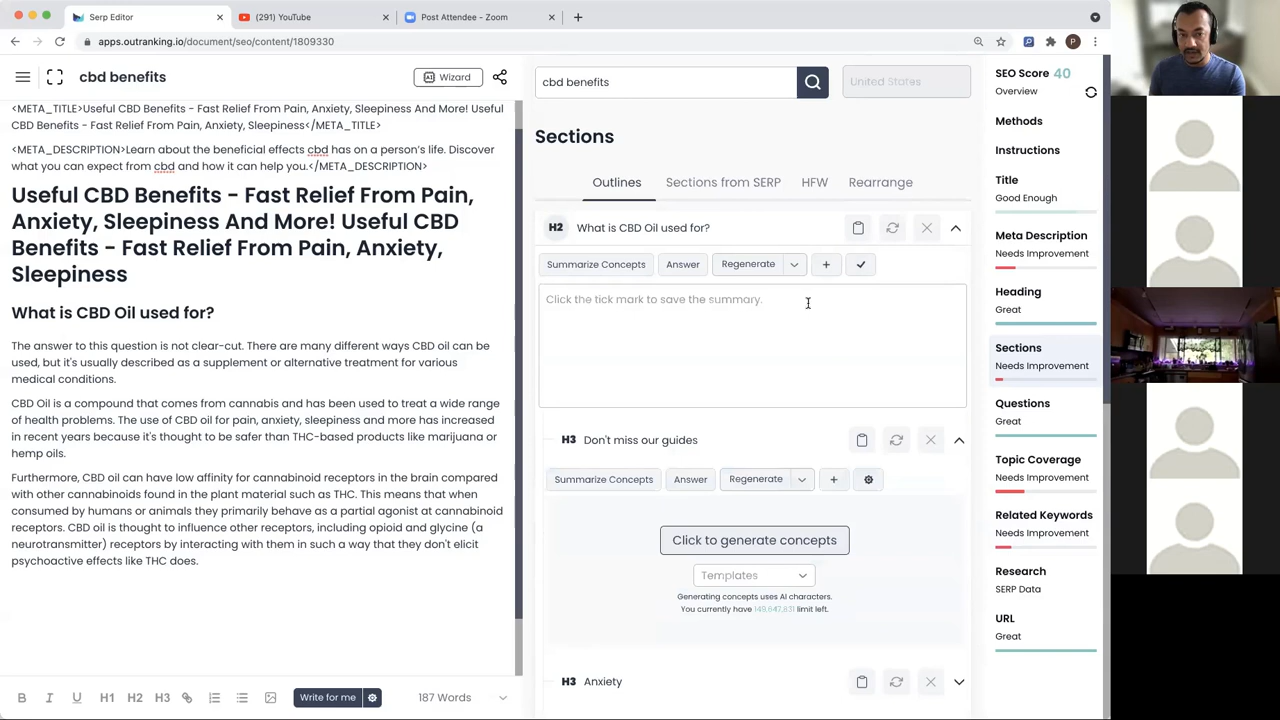 Serp Editor
(291) YouTube
Post Attendee - Zoom
apps.outranking.io/document/seo/content/1809330
P
cbd benefits
AI Wizard
<META_TITLE>Useful CBD Benefits - Fast Relief From Pain, Anxiety, Sleepiness And More! Useful
CBD Benefits - Fast Relief From Pain, Anxiety, Sleepiness</META_TITLE>
<META_DESCRIPTION>Learn about the beneficial effects cbd has on a person's life. Discover
what you can expect from cbd and how it can help you.</META_DESCRIPTION>
Useful CBD Benefits - Fast Relief From Pain,
Anxiety, Sleepiness And More! Useful CBD
Benefits - Fast Relief From Pain, Anxiety,
Sleepiness
What is CBD Oil used for?
The answer to this question is not clear-cut. There are many different ways CBD oil can be
used, but it's usually described as a supplement or alternative treatment for various
medical conditions.
CBD Oil is a compound that comes from cannabis and has been used to treat a wide range
of health problems. The use of CBD oil for pain, anxiety, sleepiness and more has increased
in recent years because it's thought to be safer than THC-based products like marijuana or
hemp oils.
Furthermore, CBD oil can have low affinity for cannabinoid receptors in the brain compared
with other cannabinoids found in the plant material such as THC. This means that when
consumed by humans or animals they primarily behave as a partial agonist at cannabinoid
receptors. CBD oil is thought to influence other receptors, including opioid and glycine (a
neurotransmitter) receptors by interacting with them in such a way that they don't elicit
psychoactive effects like THC does.
B I U H1 H2 H3
Write for me
187 Words
cbd benefits
United States
Sections
Outlines
Sections from SERP
HFW
Rearrange
H2 What is CBD Oil used for?
Summarize Concepts
Answer
Regenerate
+
Click the tick mark to save the summary.
H3 Don't miss our guides
Summarize Concepts
Answer
Regenerate
+
Click to generate concepts
Templates
Generating concepts uses AI characters.
You currently have 149,647,631 limit left.
H3 Anxiety
SEO Score 40
Overview
Methods
Instructions
Title
Good Enough
Meta Description
Needs Improvement
Heading
Great
Sections
Needs Improvement
Questions
Great
Topic Coverage
Needs Improvement
Related Keywords
Needs Improvement
Research
SERP Data
URL
Great